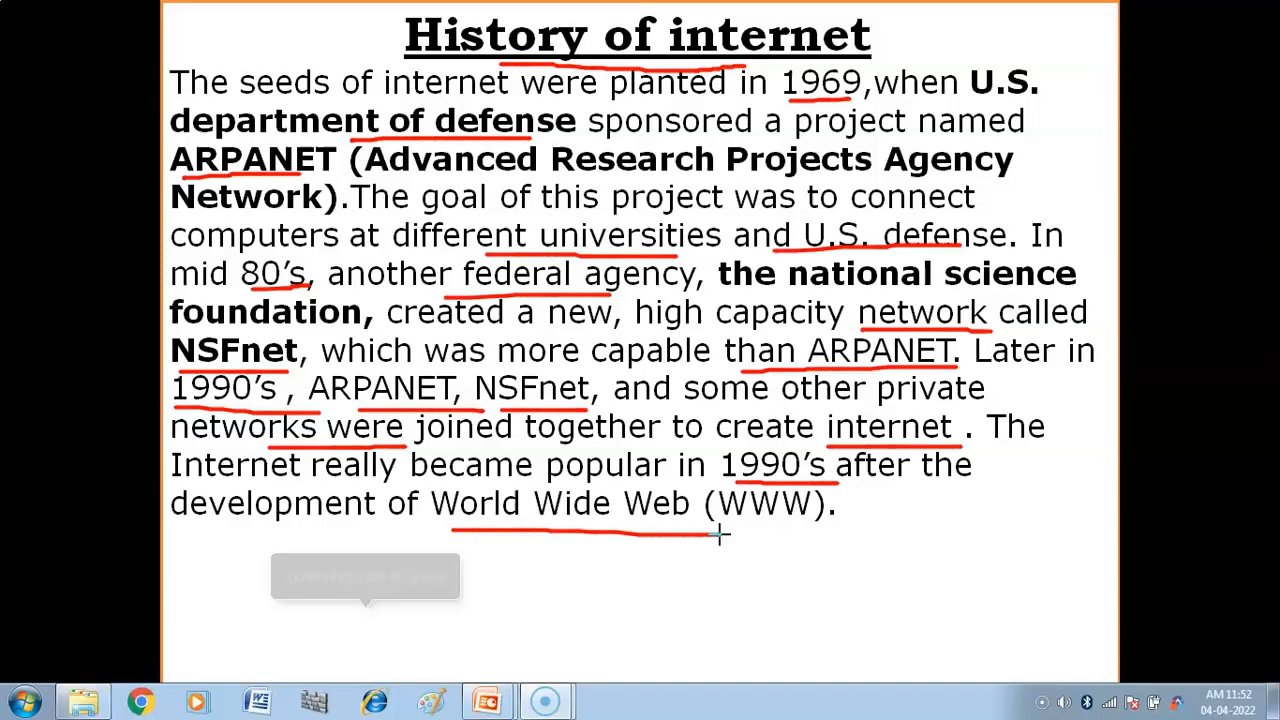 History of internet
The seeds of internet were planted in 1969,when U.S.
department of defense sponsored a project named
ARPANET (Advanced Research Projects Agency
Network).The goal of this project was to connect
computers at different universities and U.S. defense. In
mid 80's, another federal agency, the national science
foundation, created a new, high capacity network called
NSFnet, which was more capable than ARPANET. Later in
1990's , ARPANET, NSFnet, and some other private
networks were joined together to create internet . The
Internet really became popular in 1990's after the
development of World Wide Web (WWW).
AM 11:52
04-04-2022